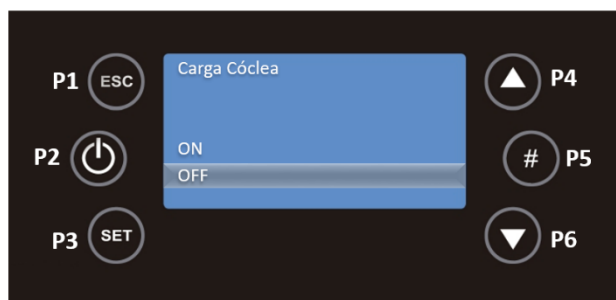 P1 ESC
P2
P3 SET
Carga Cóclea
ON
OFF
P4
# P5
P6